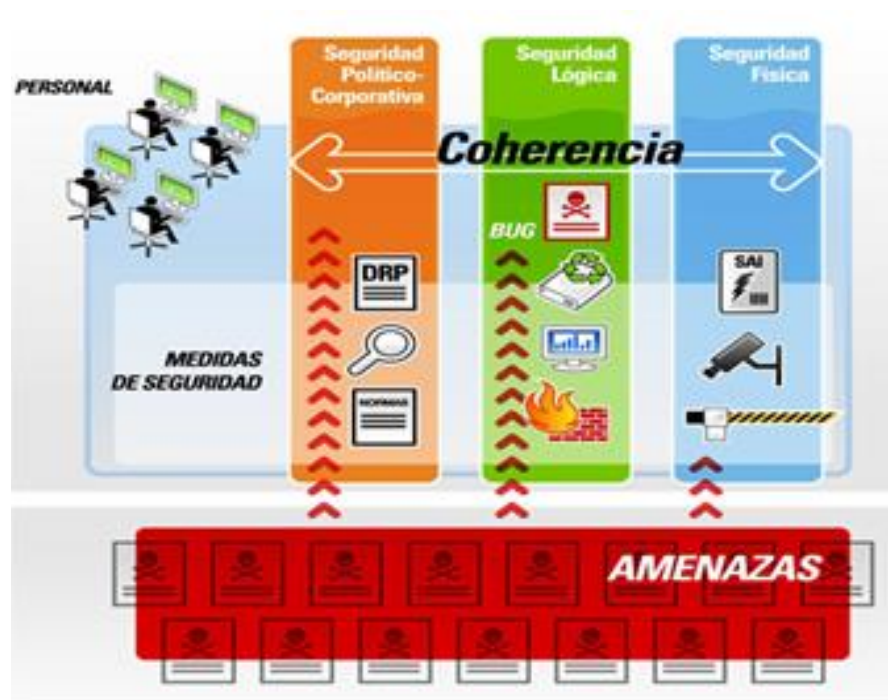 PERSONAL
Seguridad
Político-
Corporativa
Seguridad
Lógica
Seguridad
Física
Coherencia
BUG
DRP
SAI
MEDIDAS
DE SEGURIDAD
NORMAS
AMENAZAS